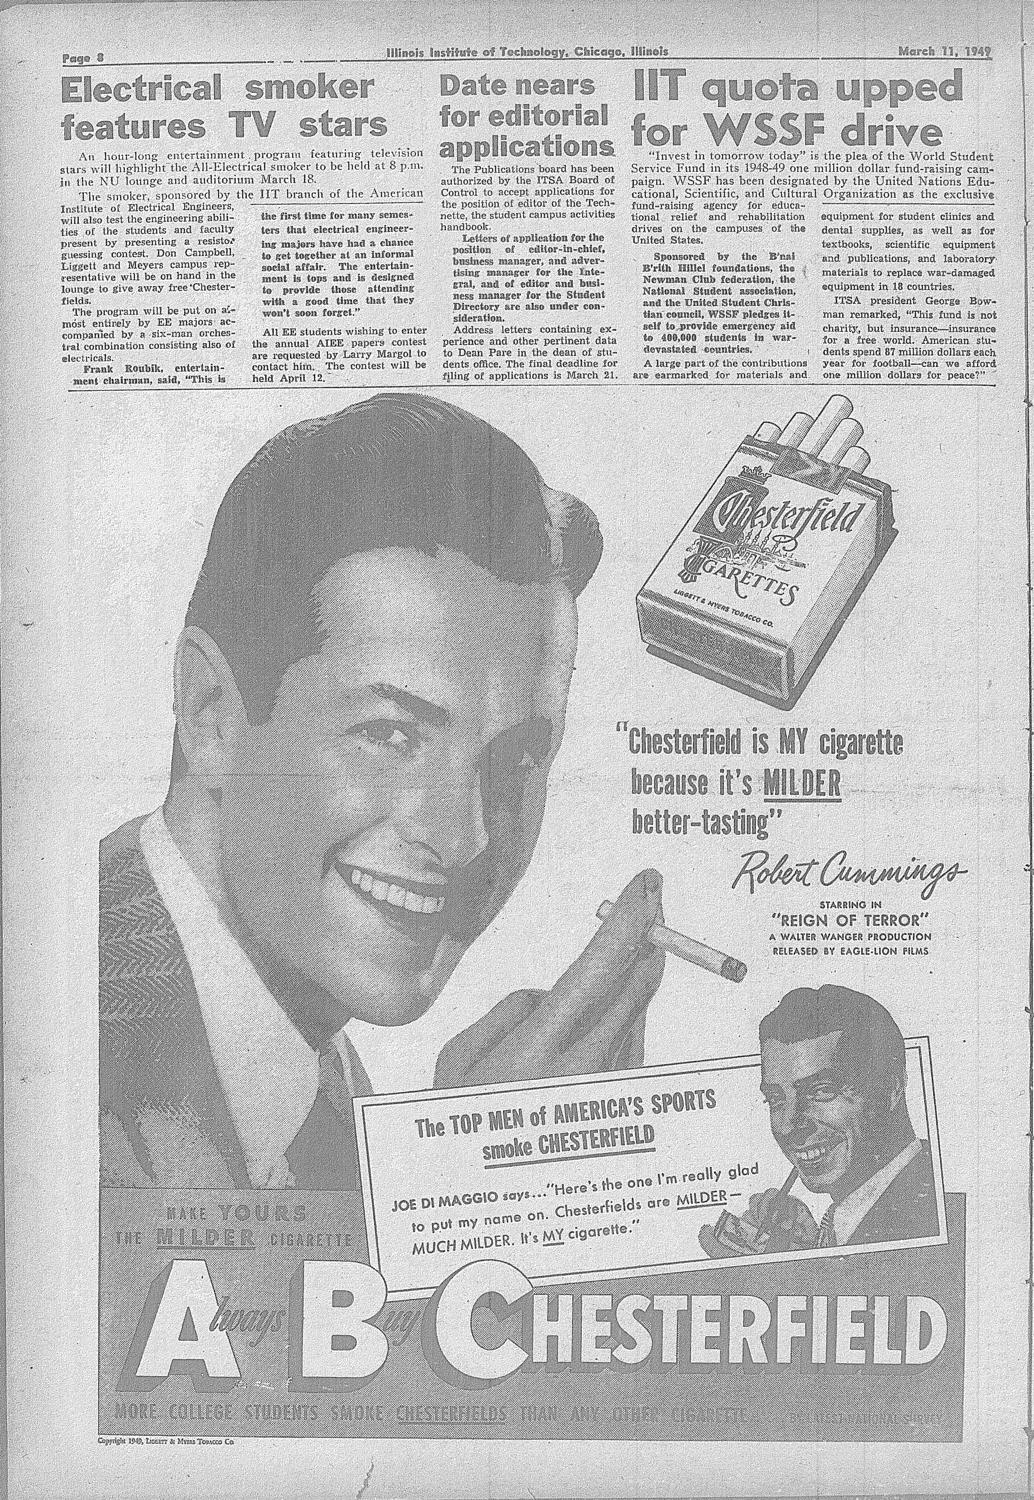 Page 8
Illinois Institute of Technology, Chicago, Illinois
March 11, 1949
Electrical smoker
features TV stars
An hour-long entertainment program featuring television
stars will highlight the All-Electrical smoker to be held at 8 p.m.
in the NU lounge and auditorium March 18.
The smoker, sponsored by the IIT branch of the American
Institute of Electrical Engineers,
will also test the engineering abili-
ties of the students and faculty
present by presenting a resistor
guessing contest. Don Campbell,
Liggett and Meyers campus rep-
resentative will be on hand in the
lounge to give away free Chester-
fields.
The program will be put on al-
most entirely by EE majors ac-
companied by a six-man orches-
tral combination consisting also of
electricals.
Frank Roubik, entertain-
ment chairman, said, "This is
the first time for many semes-
ters that electrical engineer-
ing majors have had a chance
to get together at an informal
social affair. The entertain-
ment is tops and is designed
to provide those attending
with a good time that they
won't soon forget."
All EE students wishing to enter
the annual AIEE papers contest
are requested by Larry Margol to
contact him. The contest will be
held April 12.
Date nears
for editorial
applications
The Publications board has been
authorized by the ITSA Board of
Control to accept applications for
the position of editor of the Tech-
nette, the student campus activities
handbook.
Letters of application for the
position of editor-in-chief,
business manager, and adver-
tising manager for the Inte-
gral, and of editor and busi-
ness manager for the Student
Directory are also under con-
sideration.
Address letters containing ex-
perience and other pertinent data
to Dean Pare in the dean of stu-
dents office. The final deadline for
filing of applications is March 21.
IIT quota upped
for WSSF drive
"Invest in tomorrow today" is the plea of the World Student
Service Fund in its 1948-49 one million dollar fund-raising cam-
paign. WSSF has been designated by the United Nations Edu-
cational, Scientific, and Cultural Organization as the exclusive
fund-raising agency for educa-
tional relief and rehabilitation
drives on the campuses of the
United States.
Sponsored by the B'nai
B'rith Hillel foundations, the
Newman Club federation, the
National Student association,
and the United Student Chris-
tian council, WSSF pledges it-
self to provide emergency aid
to 400,000 students in war-
devastated countries.
A large part of the contributions
are earmarked for materials and
equipment for student clinics and
dental supplies, as well as for
textbooks, scientific equipment
and publications, and laboratory
materials to replace war-damaged
equipment in 18 countries.
ITSA president George Bow-
man remarked, "This fund is not
charity, but insurance—insurance
for a free world. American stu-
dents spend 87 million dollars each
year for football—can we afford
one million dollars for peace?"
Chesterfield
CIGARETTES
LIGGETT & MYERS TOBACCO CO.
"Chesterfield is MY cigarette
because it's MILDER
better-tasting"
Robert Cummings
STARRING IN
"REIGN OF TERROR"
A WALTER WANGER PRODUCTION
RELEASED BY EAGLE-LION FILMS
The TOP MEN of AMERICA'S SPORTS
smoke CHESTERFIELD
JOE DI MAGGIO says..."Here's the one I'm really glad
to put my name on. Chesterfields are MILDER—
MUCH MILDER. It's MY cigarette."
MAKE YOURS
THE MILDER CIGARETTE
Always Buy CHESTERFIELD
MORE COLLEGE STUDENTS SMOKE CHESTERFIELDS THAN ANY OTHER CIGARETTE BY LATEST NATIONAL SURVEY
Copyright 1949, LIGGETT & MYERS TOBACCO CO.